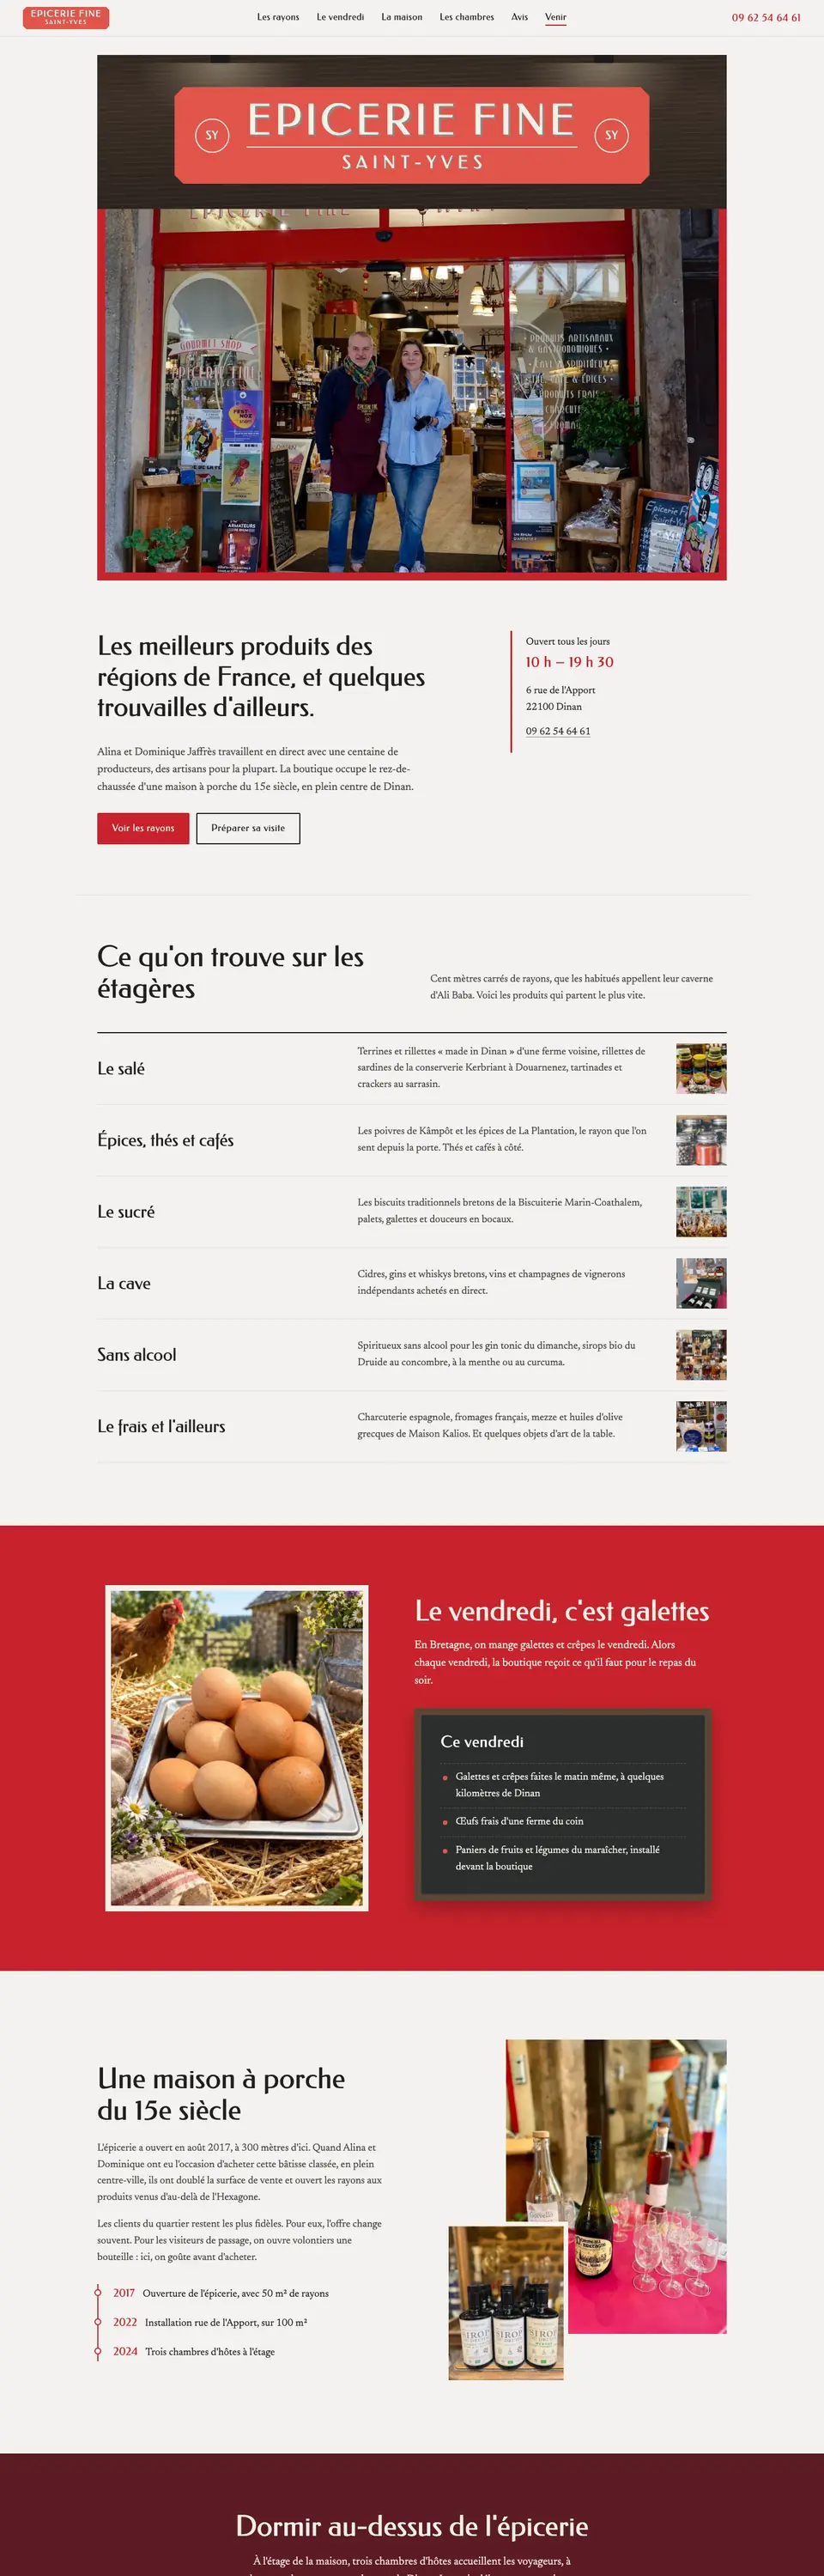 EPICERIE FINE
SAINT-YVES
Les rayons Le vendredi La maison Les chambres Avis Venir
09 62 54 64 61
SY EPICERIE FINE SY
SAINT-YVES
GOURMET SHOP
EPICERIE FINE
• PRODUITS ARTISANAUX
& GASTRONOMIQUES •
Les meilleurs produits des
régions de France, et quelques
trouvailles d'ailleurs.
Alina et Dominique Jaffrès travaillent en direct avec une centaine de
producteurs, des artisans pour la plupart. La boutique occupe le rez-de-
chaussée d'une maison à porche du 15e siècle, en plein centre de Dinan.
Voir les rayons
Préparer sa visite
Ouvert tous les jours
10 h – 19 h 30
6 rue de l'Apport
22100 Dinan
09 62 54 64 61
Ce qu'on trouve sur les
étagères
Cent mètres carrés de rayons, que les habitués appellent leur caverne
d'Ali Baba. Voici les produits qui partent le plus vite.
Le salé
Terrines et rillettes « made in Dinan » d'une ferme voisine, rillettes de
sardines de la conserverie Kerbriant à Douarnenez, tartinades et
crackers au sarrasin.
Épices, thés et cafés
Les poivres de Kâmpôt et les épices de La Plantation, le rayon que l'on
sent depuis la porte. Thés et cafés à côté.
Le sucré
Les biscuits traditionnels bretons de la Biscuiterie Marin-Coathalem,
palets, galettes et douceurs en bocaux.
La cave
Cidres, gins et whiskys bretons, vins et champagnes de vignerons
indépendants achetés en direct.
Sans alcool
Spiritueux sans alcool pour les gin tonic du dimanche, sirops bio du
Druide au concombre, à la menthe ou au curcuma.
Le frais et l'ailleurs
Charcuterie espagnole, fromages français, mezze et huiles d'olive
grecques de Maison Kalios. Et quelques objets d'art de la table.
Le vendredi, c'est galettes
En Bretagne, on mange galettes et crêpes le vendredi. Alors
chaque vendredi, la boutique reçoit ce qu'il faut pour le repas du
soir.
Ce vendredi
Galettes et crêpes faites le matin même, à quelques
kilomètres de Dinan
Œufs frais d'une ferme du coin
Paniers de fruits et légumes du maraîcher, installé
devant la boutique
Une maison à porche
du 15e siècle
L'épicerie a ouvert en août 2017, à 300 mètres d'ici. Quand Alina et
Dominique ont eu l'occasion d'acheter cette bâtisse classée, en plein
centre-ville, ils ont doublé la surface de vente et ouvert les rayons aux
produits venus d'au-delà de l'Hexagone.
Les clients du quartier restent les plus fidèles. Pour eux, l'offre change
souvent. Pour les visiteurs de passage, on ouvre volontiers une
bouteille : ici, on goûte avant d'acheter.
2017 Ouverture de l'épicerie, avec 50 m² de rayons
2022 Installation rue de l'Apport, sur 100 m²
2024 Trois chambres d'hôtes à l'étage
SIROP SIROP SIROP
Dormir au-dessus de l'épicerie
À l'étage de la maison, trois chambres d'hôtes accueillent les voyageurs, à